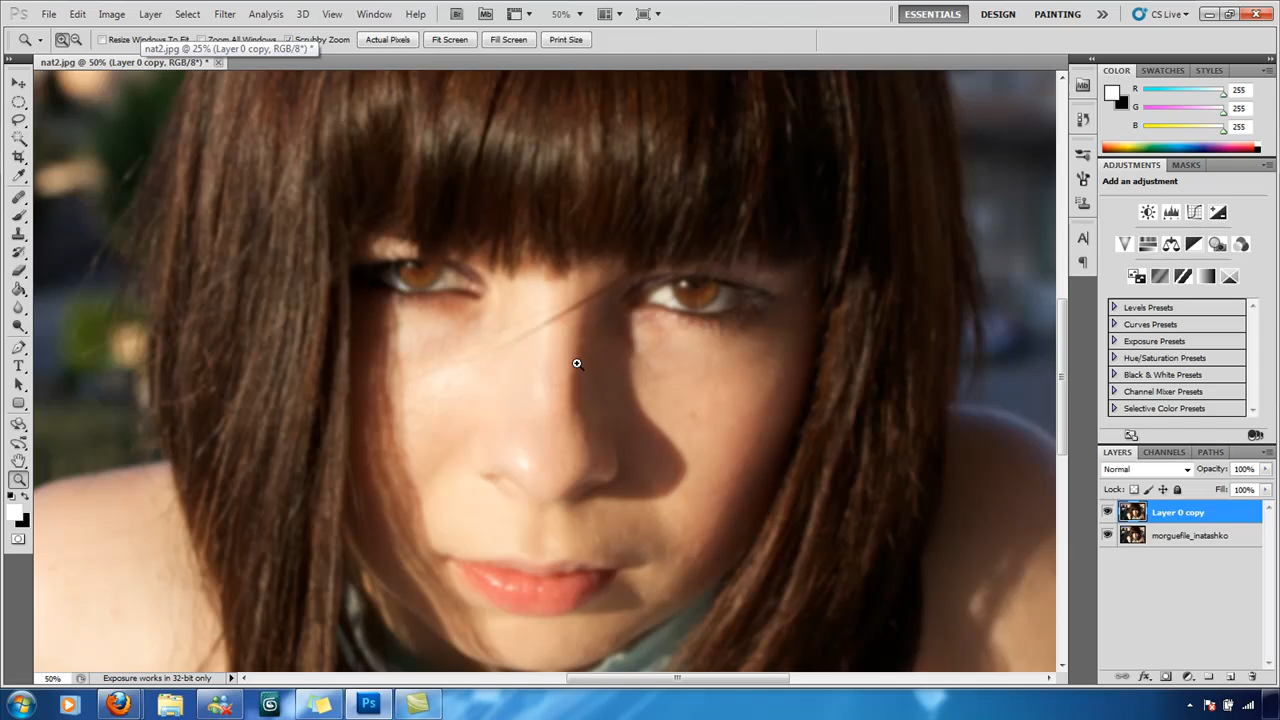 Ps File Edit Image Layer Select Filter Analysis 3D View Window Help Br Mb 50% ESSENTIALS DESIGN PAINTING CS Live
Resize Windows To Fit Zoom All Windows Scrubby Zoom Actual Pixels Fit Screen Fill Screen Print Size
nat2.jpg @ 25% (Layer 0 copy, RGB/8*) *
nat2.jpg @ 50% (Layer 0 copy, RGB/8*) *
COLOR SWATCHES STYLES
Mb
R 255
G 255
B 255
ADJUSTMENTS MASKS
Add an adjustment
Levels Presets
Curves Presets
Exposure Presets
Hue/Saturation Presets
Black & White Presets
Channel Mixer Presets
Selective Color Presets
LAYERS CHANNELS PATHS
Normal Opacity: 100%
Lock: Fill: 100%
Layer 0 copy
morguefile_inatashko
50% Exposure works in 32-bit only
Ps